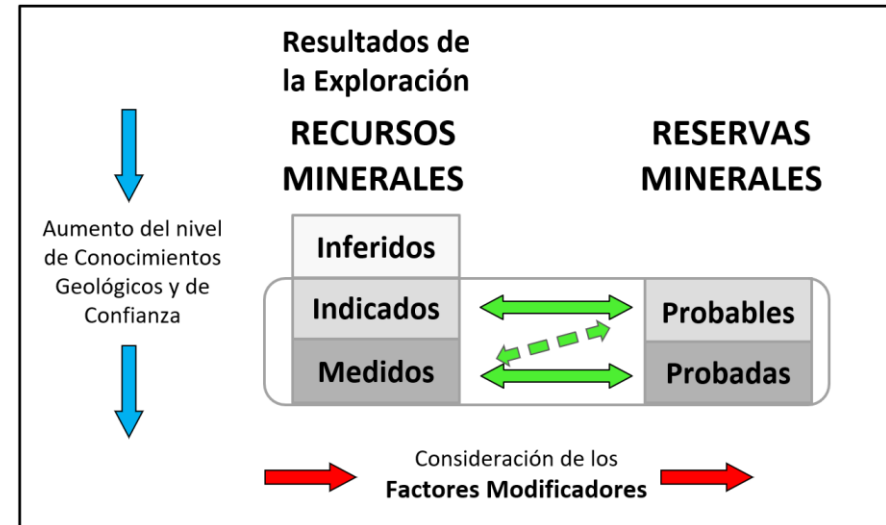 Resultados de
la Exploración
RECURSOS
MINERALES
RESERVAS
MINERALES
Aumento del nivel
de Conocimientos
Geológicos y de
Confianza
Inferidos
Indicados
Medidos
Probables
Probadas
Consideración de los
Factores Modificadores